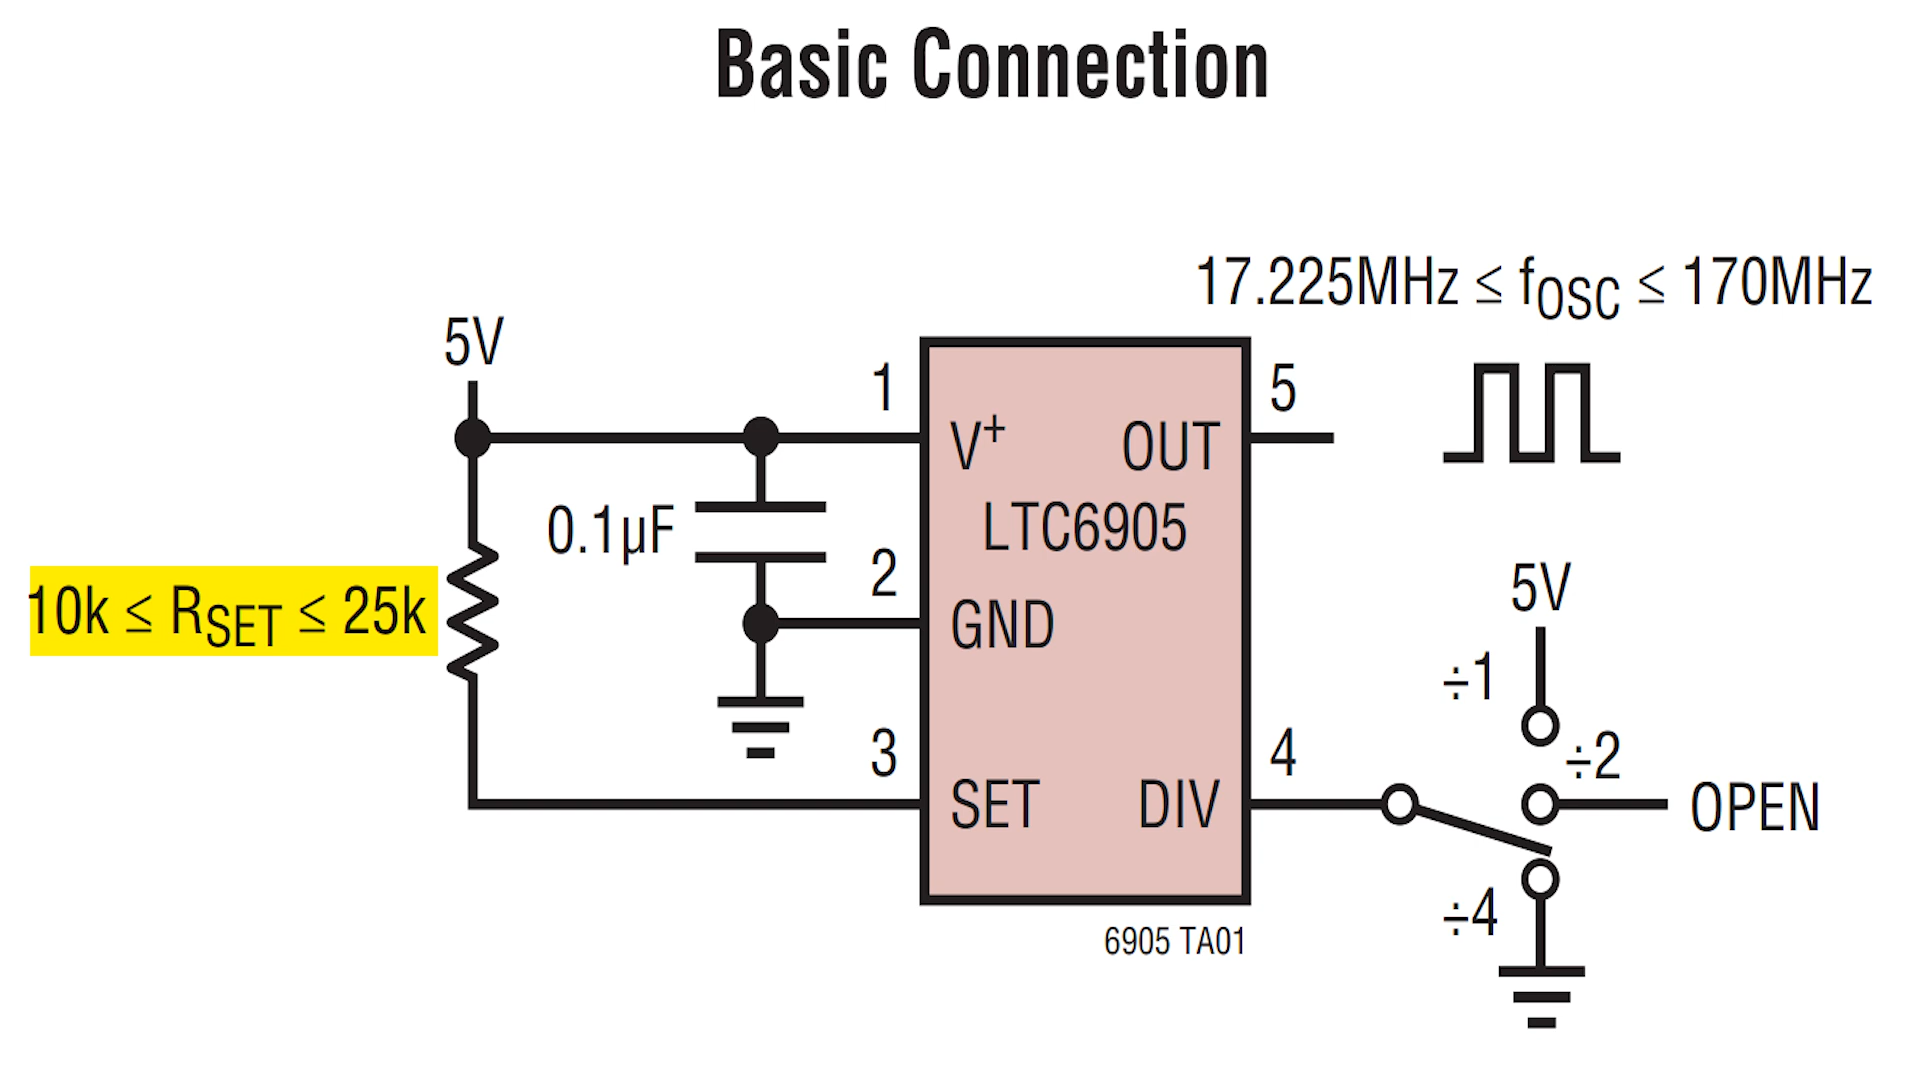 Basic Connection
17.225MHz ≤ fOSC ≤ 170MHz
5V
1
5
V+
OUT
0.1µF
LTC6905
2
10k ≤ RSET ≤ 25k
GND
5V
÷1
3
4
÷2
SET
DIV
OPEN
÷4
6905 TA01